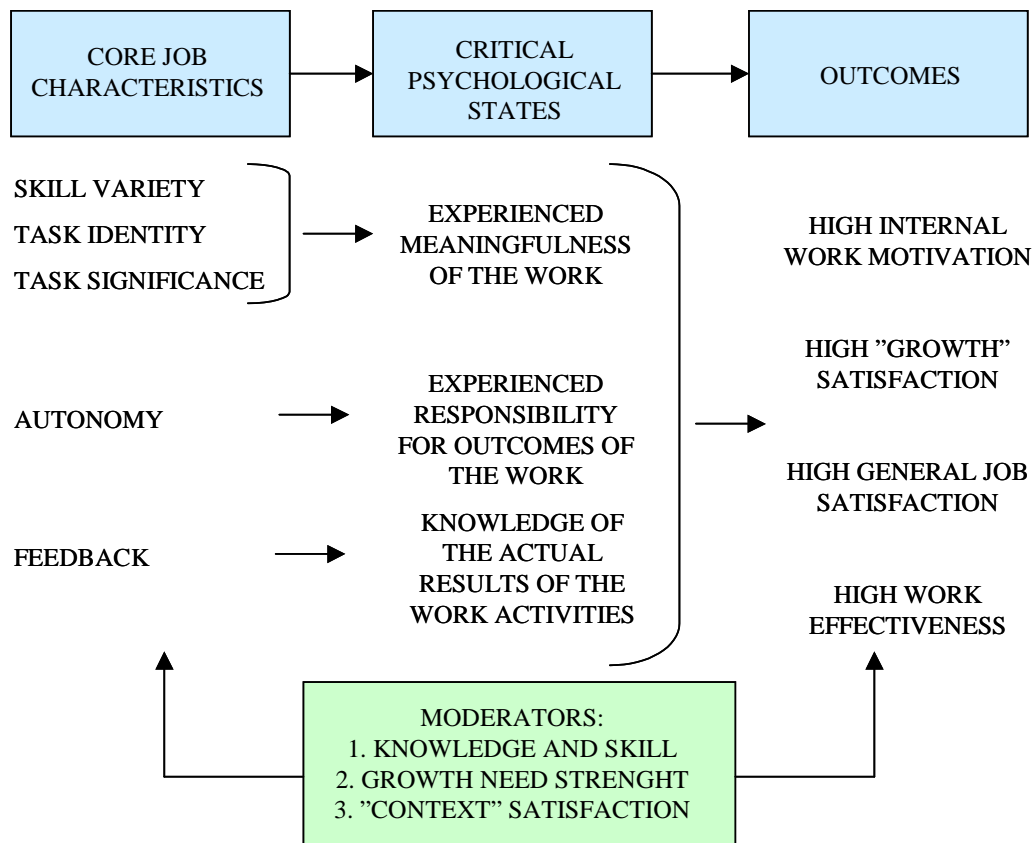 CORE JOB
CHARACTERISTICS
CRITICAL
PSYCHOLOGICAL
STATES
OUTCOMES
SKILL VARIETY
TASK IDENTITY
TASK SIGNIFICANCE
EXPERIENCED
MEANINGFULNESS
OF THE WORK
HIGH INTERNAL
WORK MOTIVATION
HIGH ”GROWTH”
SATISFACTION
AUTONOMY
EXPERIENCED
RESPONSIBILITY
FOR OUTCOMES OF
THE WORK
HIGH GENERAL JOB
SATISFACTION
FEEDBACK
KNOWLEDGE OF
THE ACTUAL
RESULTS OF THE
WORK ACTIVITIES
HIGH WORK
EFFECTIVENESS
MODERATORS:
1. KNOWLEDGE AND SKILL
2. GROWTH NEED STRENGHT
3. ”CONTEXT” SATISFACTION